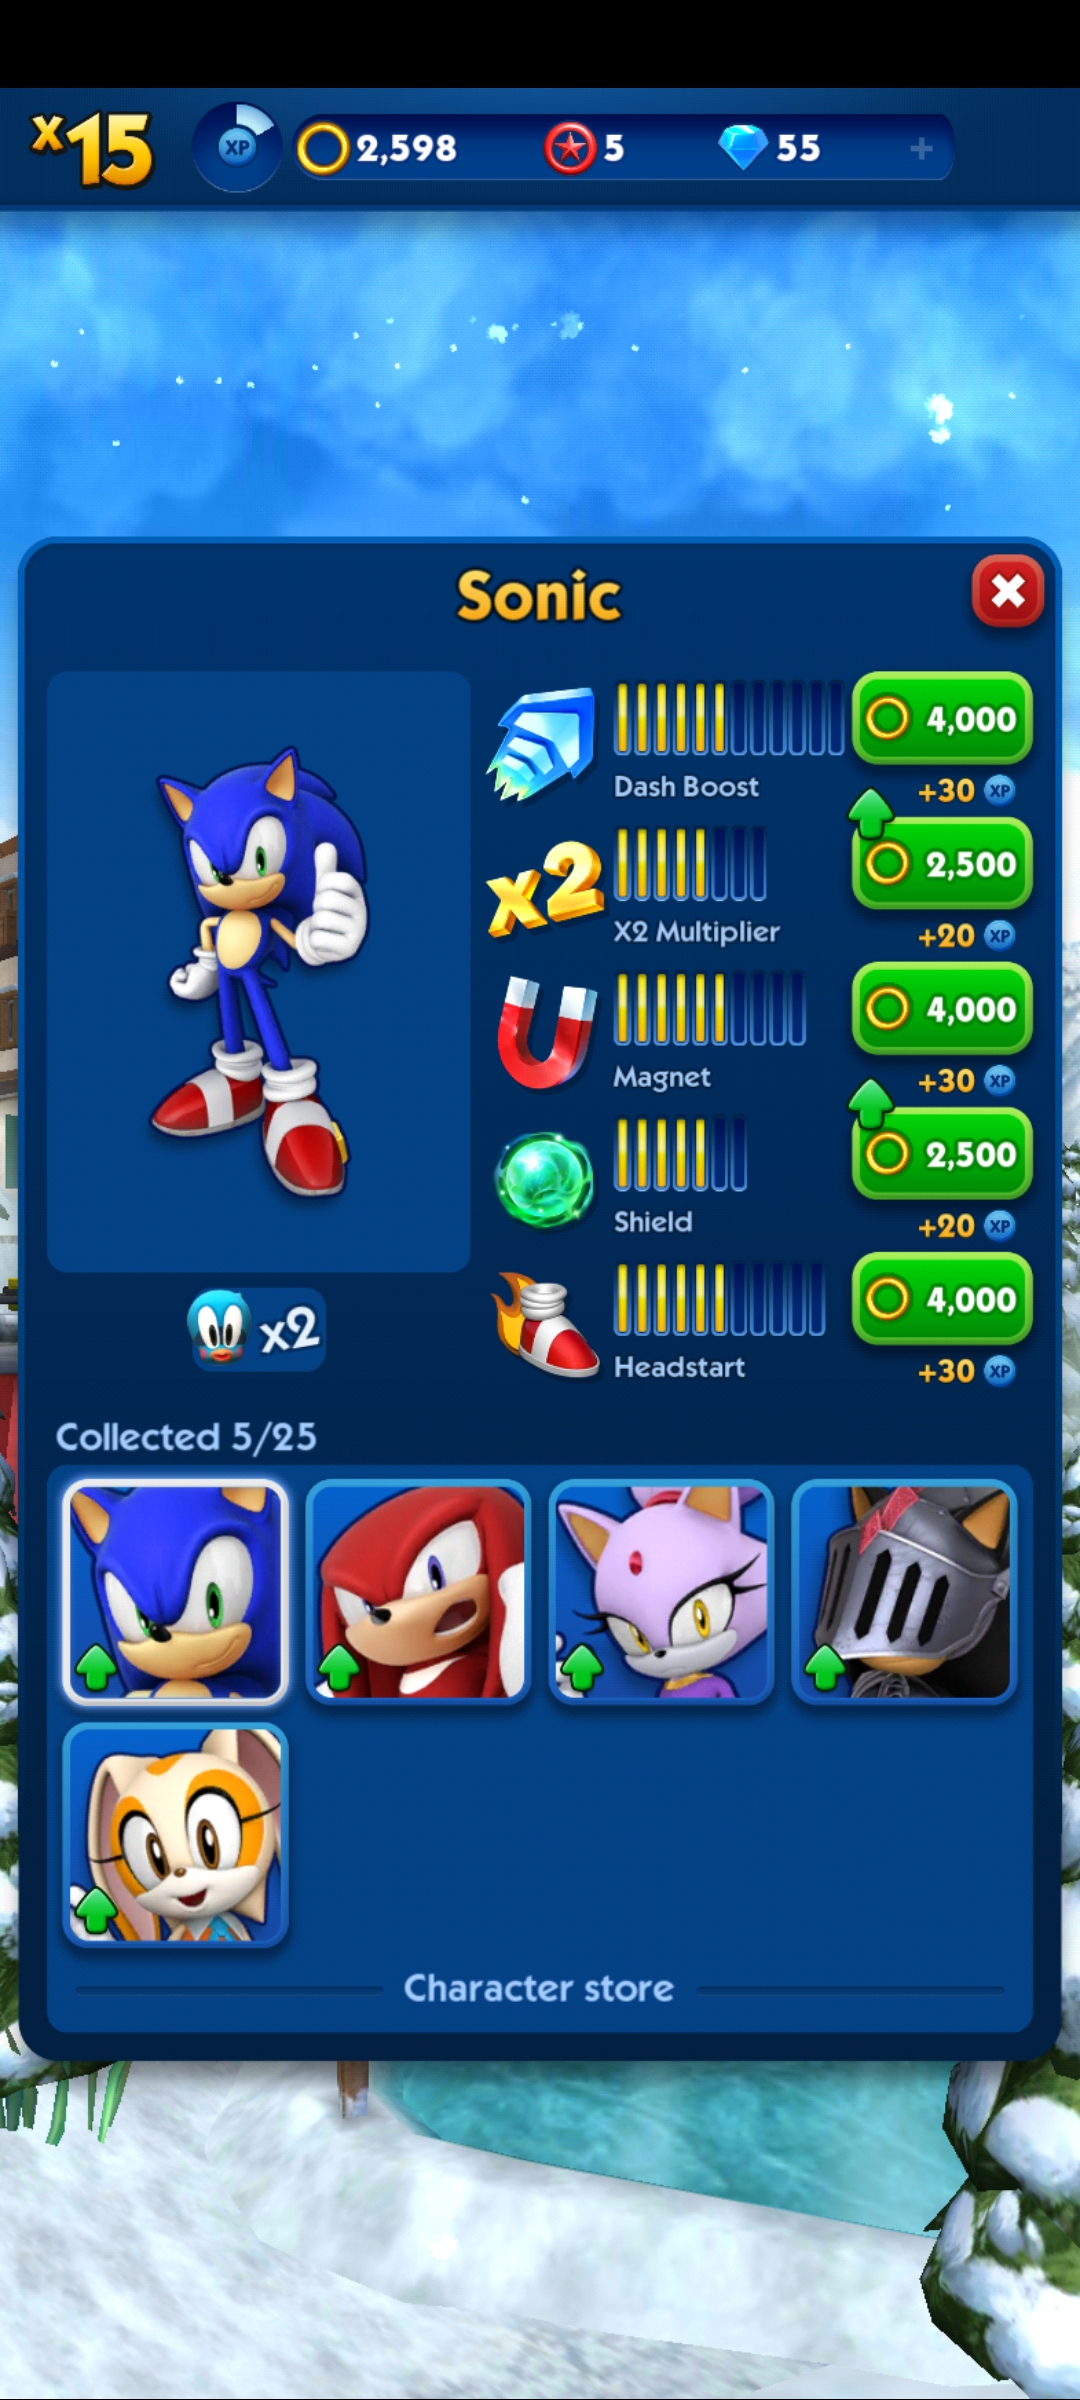 x15
XP
2,598
5
55
+
Sonic
4,000
Dash Boost
+30 XP
x2
2,500
X2 Multiplier
+20 XP
4,000
Magnet
+30 XP
2,500
Shield
+20 XP
4,000
x2
Headstart
+30 XP
Collected 5/25
Character store